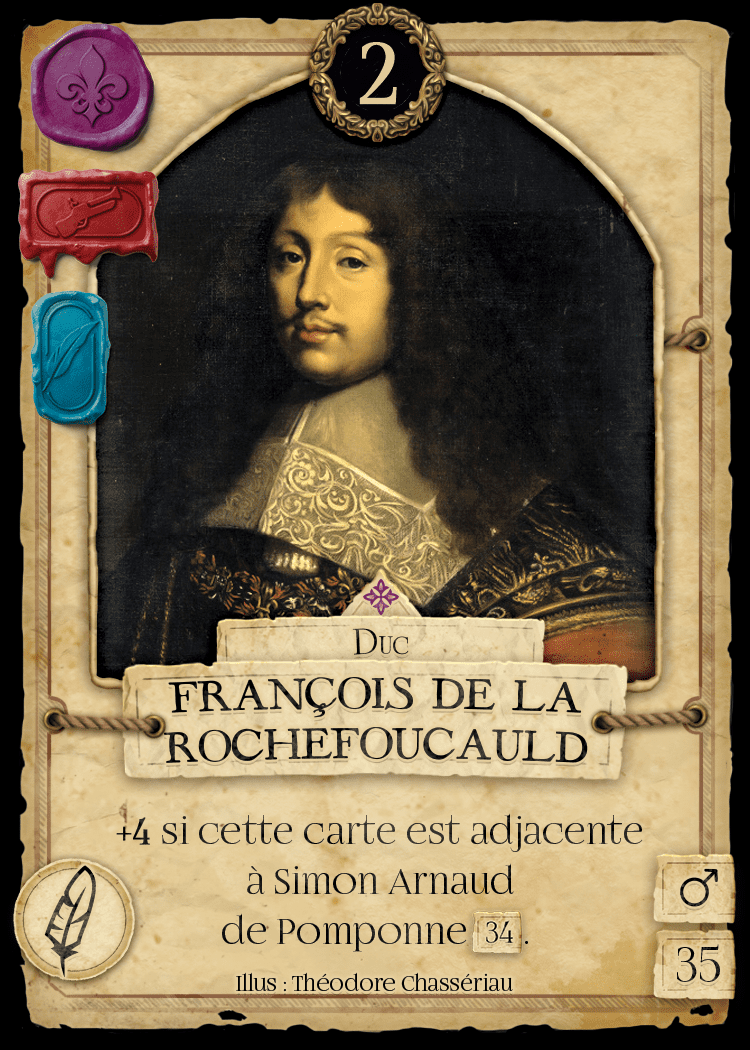 2
Duc
FRANÇOIS DE LA
ROCHEFOUCAULD
+4 si cette carte est adjacente
à Simon Arnaud
de Pomponne 34.
Illus : Théodore Chassériau
♂
35